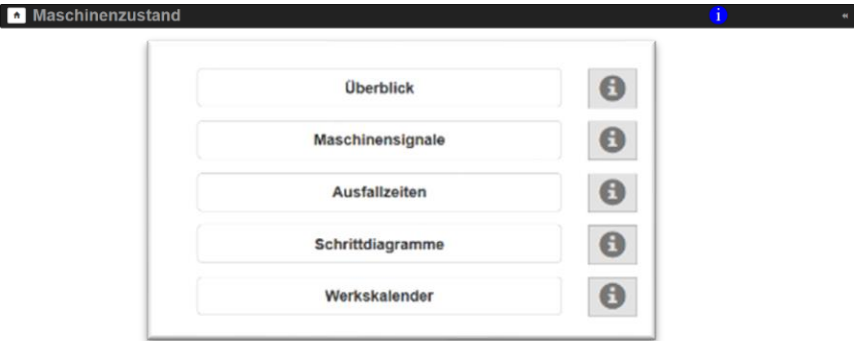 Maschinenzustand
Überblick
Maschinensignale
Ausfallzeiten
Schrittdiagramme
Werkskalender